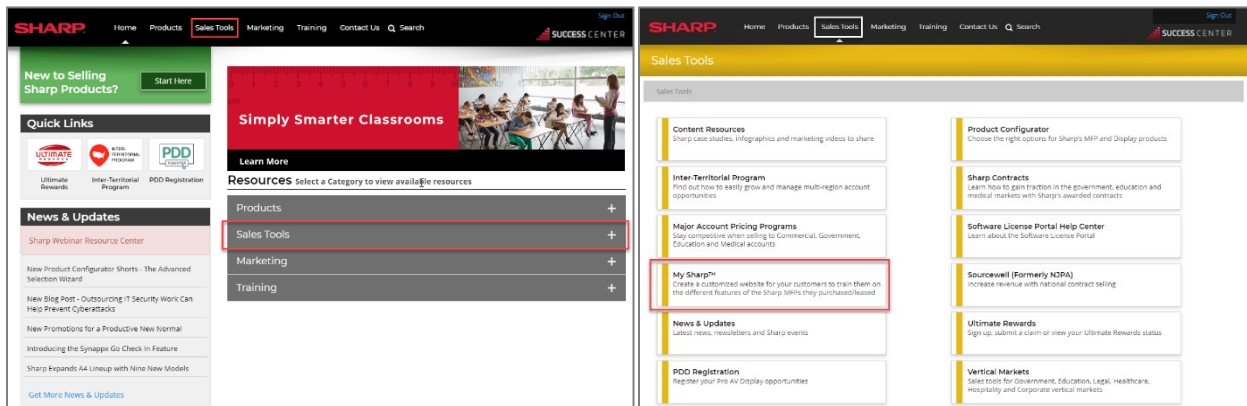 Sign Out
SHARP Home Products Sales Tools Marketing Training Contact Us Search SUCCESS CENTER
New to Selling
Sharp Products?
Start Here
Quick Links
ULTIMATE REWARDS
INTER-TERRITORIAL PROGRAM
PDD REGISTER
Ultimate
Rewards
Inter-Territorial
Program
PDD Registration
News & Updates
Sharp Webinar Resource Center
New Product Configurator Shorts - The Advanced
Selection Wizard
New Blog Post - Outsourcing IT Security Work Can
Help Prevent Cyberattacks
New Promotions for a Productive New Normal
Introducing the Synappx Go Check In Feature
Sharp Expands A4 Lineup with Nine New Models
Get More News & Updates
Simply Smarter Classrooms
Learn More
Resources Select a Category to view available resources
Products +
Sales Tools +
Marketing +
Training +
Sign Out
SHARP Home Products Sales Tools Marketing Training Contact Us Search SUCCESS CENTER
Sales Tools
Sales Tools
Content Resources
Sharp case studies, infographics and marketing videos to share
Inter-Territorial Program
Find out how to easily grow and manage multi-region account
opportunities
Major Account Pricing Programs
Stay competitive when selling to Commercial, Government,
Education and Medical accounts
My Sharp™
Create a customized website for your customers to train them on
the different features of the Sharp MFPs they purchased/leased
News & Updates
Latest news, newsletters and Sharp events
PDD Registration
Register your Pro AV Display opportunities
Product Configurator
Choose the right options for Sharp's MFP and Display products
Sharp Contracts
Learn how to gain traction in the government, education and
medical markets with Sharp's awarded contracts
Software License Portal Help Center
Learn about the Software License Portal
Sourcewell (Formerly NJPA)
Increase revenue with national contract selling
Ultimate Rewards
Sign up, submit a claim or view your Ultimate Rewards status
Vertical Markets
Sales tools for Government, Education, Legal, Healthcare,
Hospitality and Corporate vertical markets